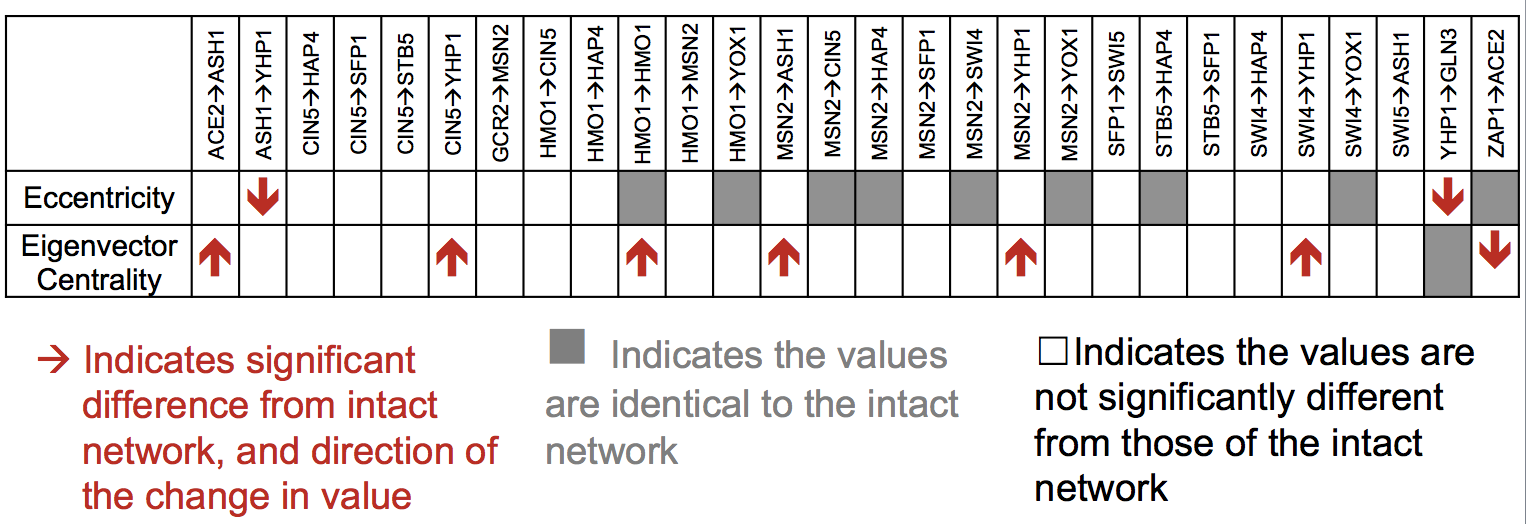 ACE2→ASH1
ASH1→YHP1
CIN5→HAP4
CIN5→SFP1
CIN5→STB5
CIN5→YHP1
GCR2→MSN2
HMO1→CIN5
HMO1→HAP4
HMO1→HMO1
HMO1→MSN2
HMO1→YOX1
MSN2→ASH1
MSN2→CIN5
MSN2→HAP4
MSN2→SFP1
MSN2→SWI4
MSN2→YHP1
MSN2→YOX1
SFP1→SWI5
STB5→HAP4
STB5→SFP1
SWI4→HAP4
SWI4→YHP1
SWI4→YOX1
SWI5→ASH1
YHP1→GLN3
ZAP1→ACE2
Eccentricity
Eigenvector
Centrality
→ Indicates significant
difference from intact
network, and direction of
the change in value
Indicates the values
are identical to the intact
network
Indicates the values are
not significantly different
from those of the intact
network